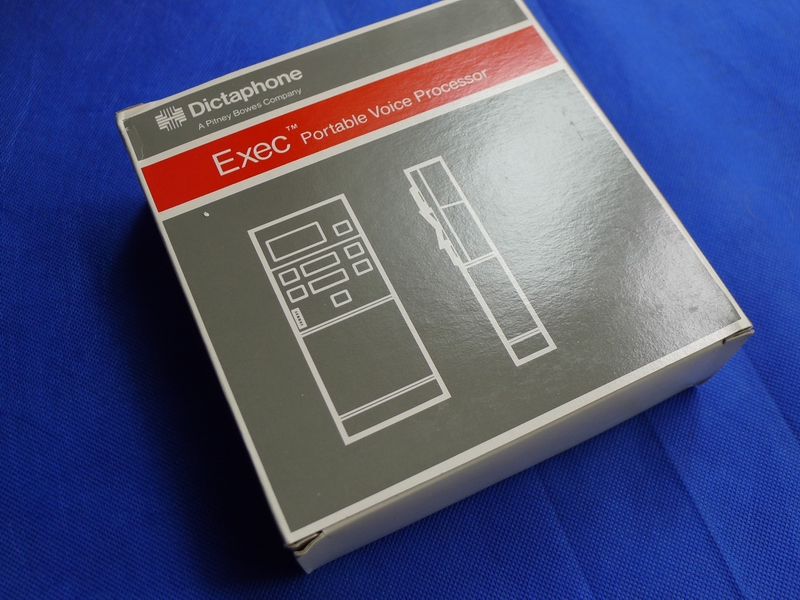 Dictaphone
A Pitney Bowes Company
Exec™ Portable Voice Processor